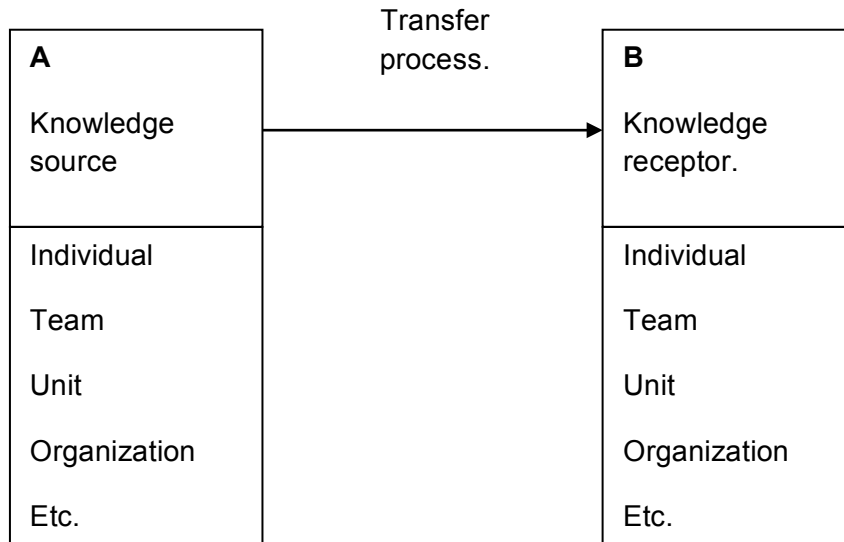 Transfer
process.
A
Knowledge
source
Individual
Team
Unit
Organization
Etc.
B
Knowledge
receptor.
Individual
Team
Unit
Organization
Etc.